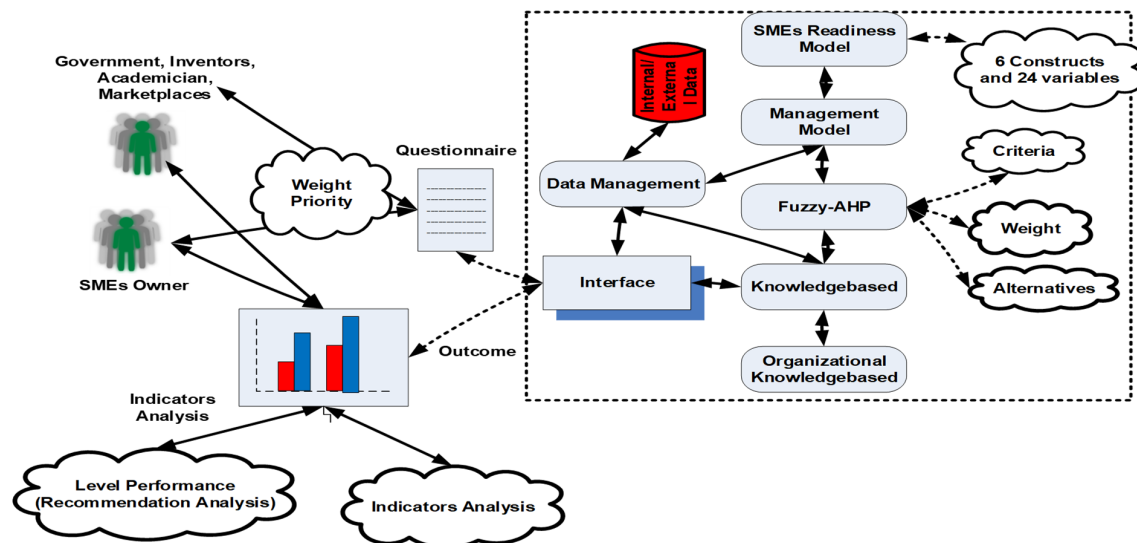 Government, Inventors,
Academician,
Marketplaces
SMEs Owner
Weight
Priority
Questionnaire
Outcome
Indicators
Analysis
Level Performance
(Recommendation Analysis)
Indicators Analysis
Internal/
Externa
l Data
Data Management
Interface
SMEs Readiness
Model
Management
Model
Fuzzy-AHP
Knowledgebased
Organizational
Knowledgebased
6 Constructs
and 24 variables
Criteria
Weight
Alternatives